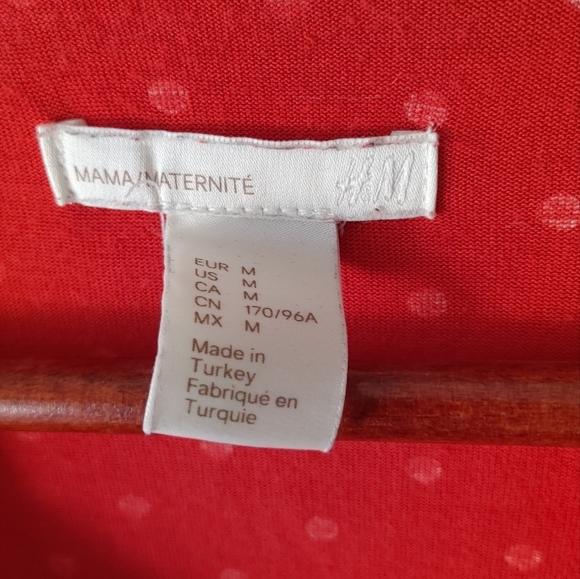 MAMA/MATERNITÉ H&M
EUR M
US M
CA M
CN 170/96A
MX M
Made in
Turkey
Fabriqué en
Turquie